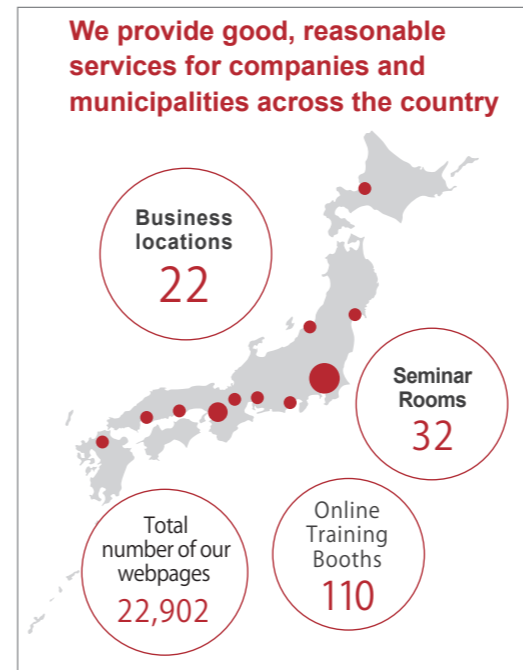 We provide good, reasonable
services for companies and
municipalities across the country
Business
locations
22
Seminar
Rooms
32
Online
Training
Booths
110
Total
number of our
webpages
22,902